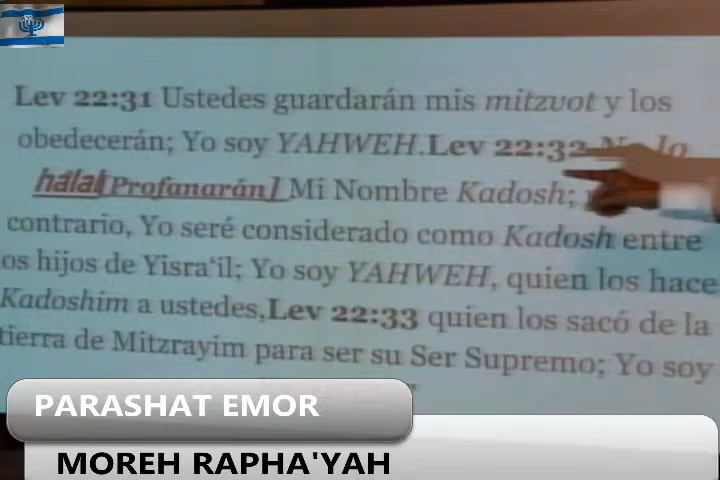 Lev 22:31 Ustedes guardarán mis mitzvot y los
obedecerán; Yo soy YAHWEH.Lev 22:32 No lo
hálal[Profanarán] Mi Nombre Kadosh;
contrario, Yo seré considerado como Kadosh entre
os hijos de Yisra'il; Yo soy YAHWEH, quien los hace
Kadoshim a ustedes,Lev 22:33 quien los sacó de la
tierra de Mitzrayim para ser su Ser Supremo; Yo soy
PARASHAT EMOR
MOREH RAPHA'YAH